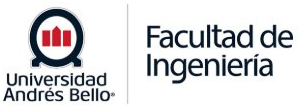 Universidad
Andrés Bello®
Facultad de
Ingeniería